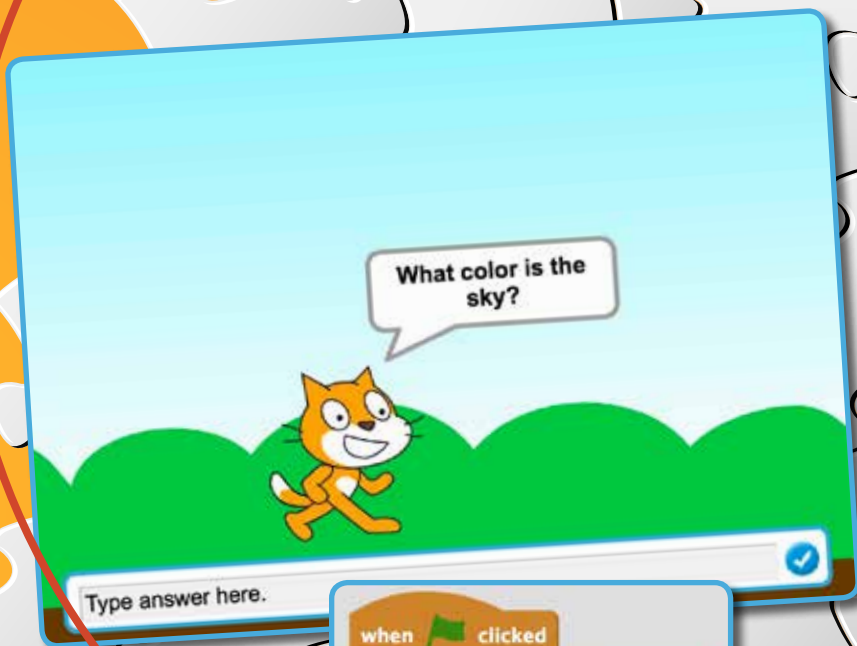 What color is the
sky?
Type answer here.
when clicked